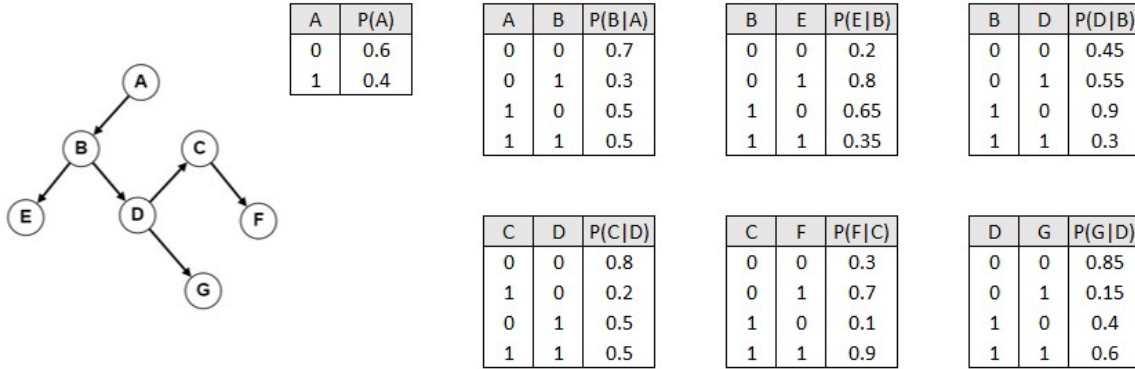 A P(A)
0 0.6
1 0.4
A B P(B|A)
0 0 0.7
0 1 0.3
1 0 0.5
1 1 0.5
B E P(E|B)
0 0 0.2
0 1 0.8
1 0 0.65
1 1 0.35
B D P(D|B)
0 0 0.45
0 1 0.55
1 0 0.9
1 1 0.3
A
B
C
E
D
F
G
C D P(C|D)
0 0 0.8
1 0 0.2
0 1 0.5
1 1 0.5
C F P(F|C)
0 0 0.3
0 1 0.7
1 0 0.1
1 1 0.9
D G P(G|D)
0 0 0.85
0 1 0.15
1 0 0.4
1 1 0.6